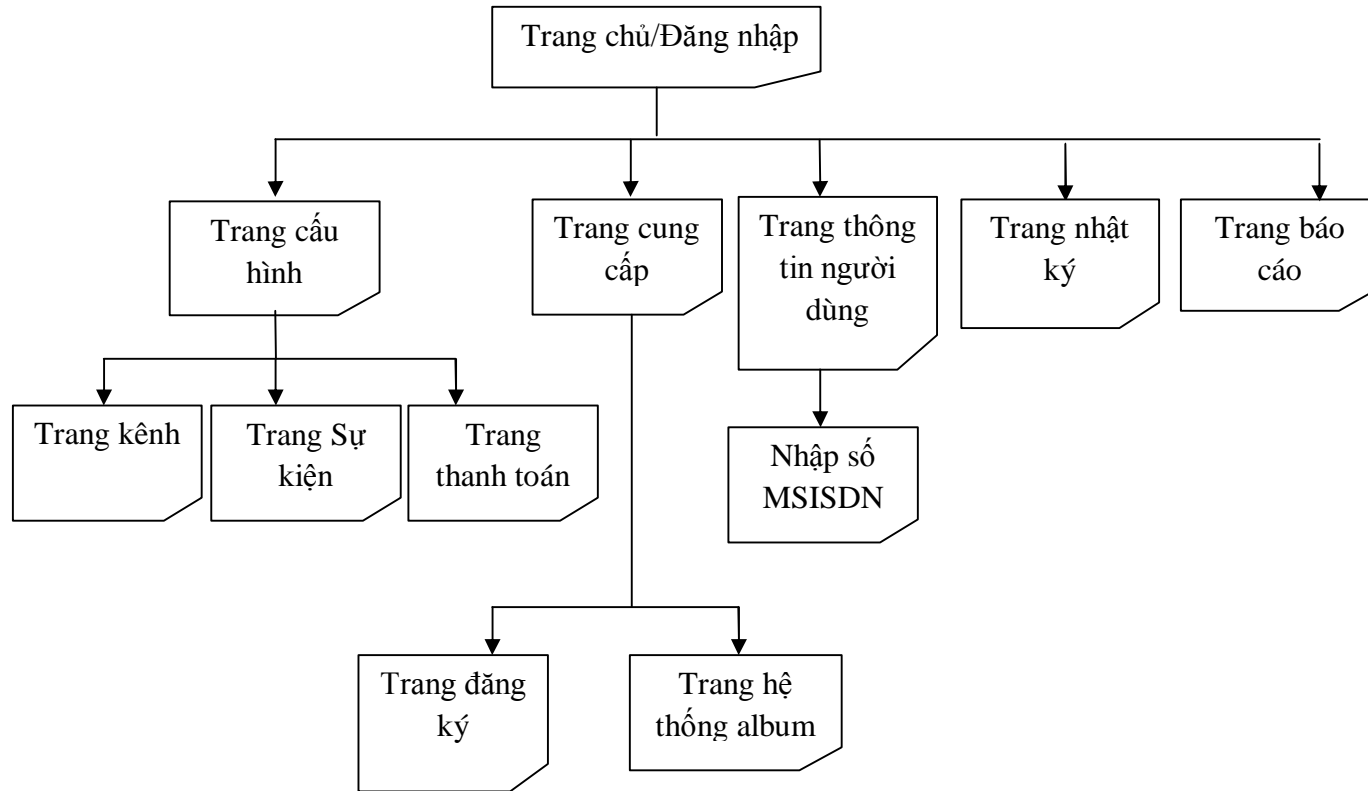 Trang chủ/Đăng nhập
Trang cấu
hình
Trang cung
cấp
Trang thông
tin người
dùng
Trang nhật
ký
Trang báo
cáo
Trang kênh
Trang Sự
kiện
Trang
thanh toán
Nhập số
MSISDN
Trang đăng
ký
Trang hệ
thống album